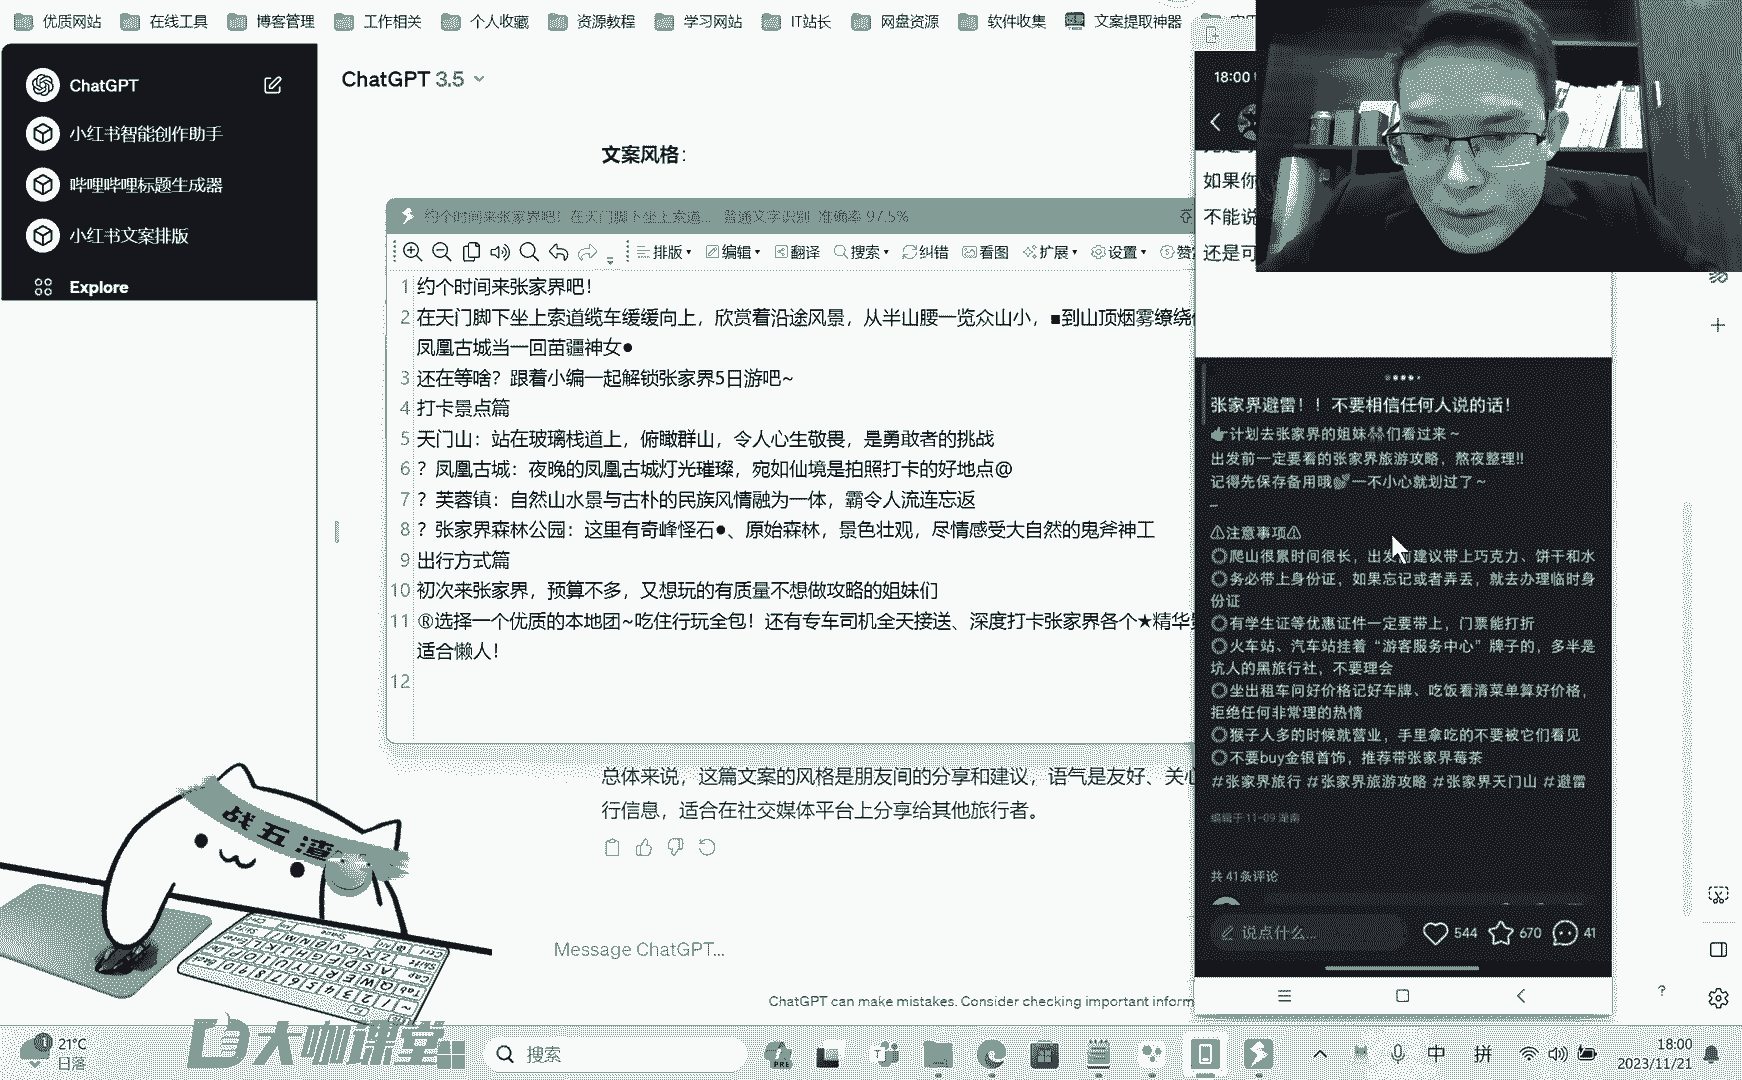 优质网站 在线工具 博客管理 工作相关 个人收藏 资源教程 学习网站 IT站长 网盘资源 软件收集 文案提取神器
ChatGPT
小红书智能创作助手
哔哩哔哩标题生成器
小红书文案排版
Explore
ChatGPT 3.5
文案风格：
约个时间来张家界吧！在天门脚下坐上索道... 普通文字识别 准确率 97.5%
排版 编辑 翻译 搜索 纠错 看图 扩展 设置 赞
1 约个时间来张家界吧！
2 在天门脚下坐上索道缆车缓缓向上，欣赏着沿途风景，从半山腰一览众山小，■到山顶烟雾缭绕
凤凰古城当一回苗疆神女●
3 还在等啥？跟着小编一起解锁张家界5日游吧~
4 打卡景点篇
5 天门山：站在玻璃栈道上，俯瞰群山，令人心生敬畏，是勇敢者的挑战
6 ？凤凰古城：夜晚的凤凰古城灯光璀璨，宛如仙境是拍照打卡的好地点@
7 ？芙蓉镇：自然山水景与古朴的民族风情融为一体，霸令人流连忘返
8 ？张家界森林公园：这里有奇峰怪石●、原始森林，景色壮观，尽情感受大自然的鬼斧神工
9 出行方式篇
10 初次来张家界，预算不多，又想玩的有质量不想做攻略的姐妹们
11 ®选择一个优质的本地团~吃住行玩全包！还有专车司机全天接送、深度打卡张家界各个★精华
适合懒人！
12
总体来说，这篇文案的风格是朋友间的分享和建议，语气是友好、关心
行信息，适合在社交媒体平台上分享给其他旅行者。
Message ChatGPT...
ChatGPT can make mistakes. Consider checking important inform
18:00
如果你
不能说
还是可
张家界避雷！！不要相信任何人说的话！
👉计划去张家界的姐妹👭们看过来～
出发前一定要看的张家界旅游攻略，熬夜整理!!
记得先保存备用哦💕一不小心就划过了～
–
⚠注意事项⚠
⭕爬山很累时间很长，出发前建议带上巧克力、饼干和水
⭕务必带上身份证，如果忘记或者弄丢，就去办理临时身
份证
⭕有学生证等优惠证件一定要带上，门票能打折
⭕火车站、汽车站挂着“游客服务中心”牌子的，多半是
坑人的黑旅行社，不要理会
⭕坐出租车问好价格记好车牌、吃饭看清菜单算好价格，
拒绝任何非常理的热情
⭕猴子人多的时候就营业，手里拿吃的不要被它们看见
⭕不要buy金银首饰，推荐带张家界莓茶
#张家界旅行 #张家界旅游攻略 #张家界天门山 #避雷
编辑于 11-09 湖南
共 41条评论
说点什么... 544 670 41
战五渣
大咖课堂
21°C
日落
搜索
中 拼
18:00
2023/11/21